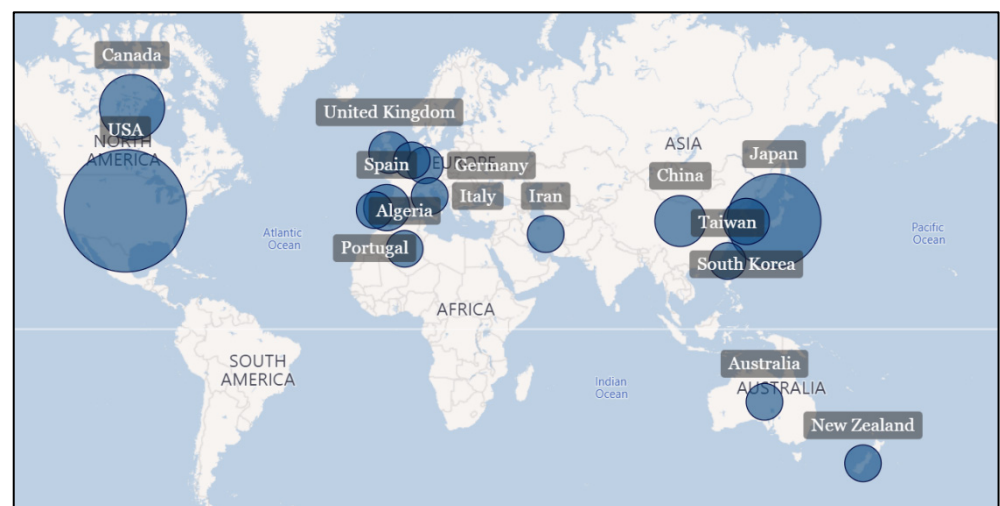 Canada
USA
NORTH
AMERICA
United Kingdom
ASIA
Japan
Spain
EUROPE
Germany
China
Italy
Iran
Algeria
Taiwan
Atlantic
Ocean
Pacific
Ocean
Portugal
South Korea
AFRICA
SOUTH
AMERICA
Indian
Ocean
Australia
AUSTRALIA
New Zealand